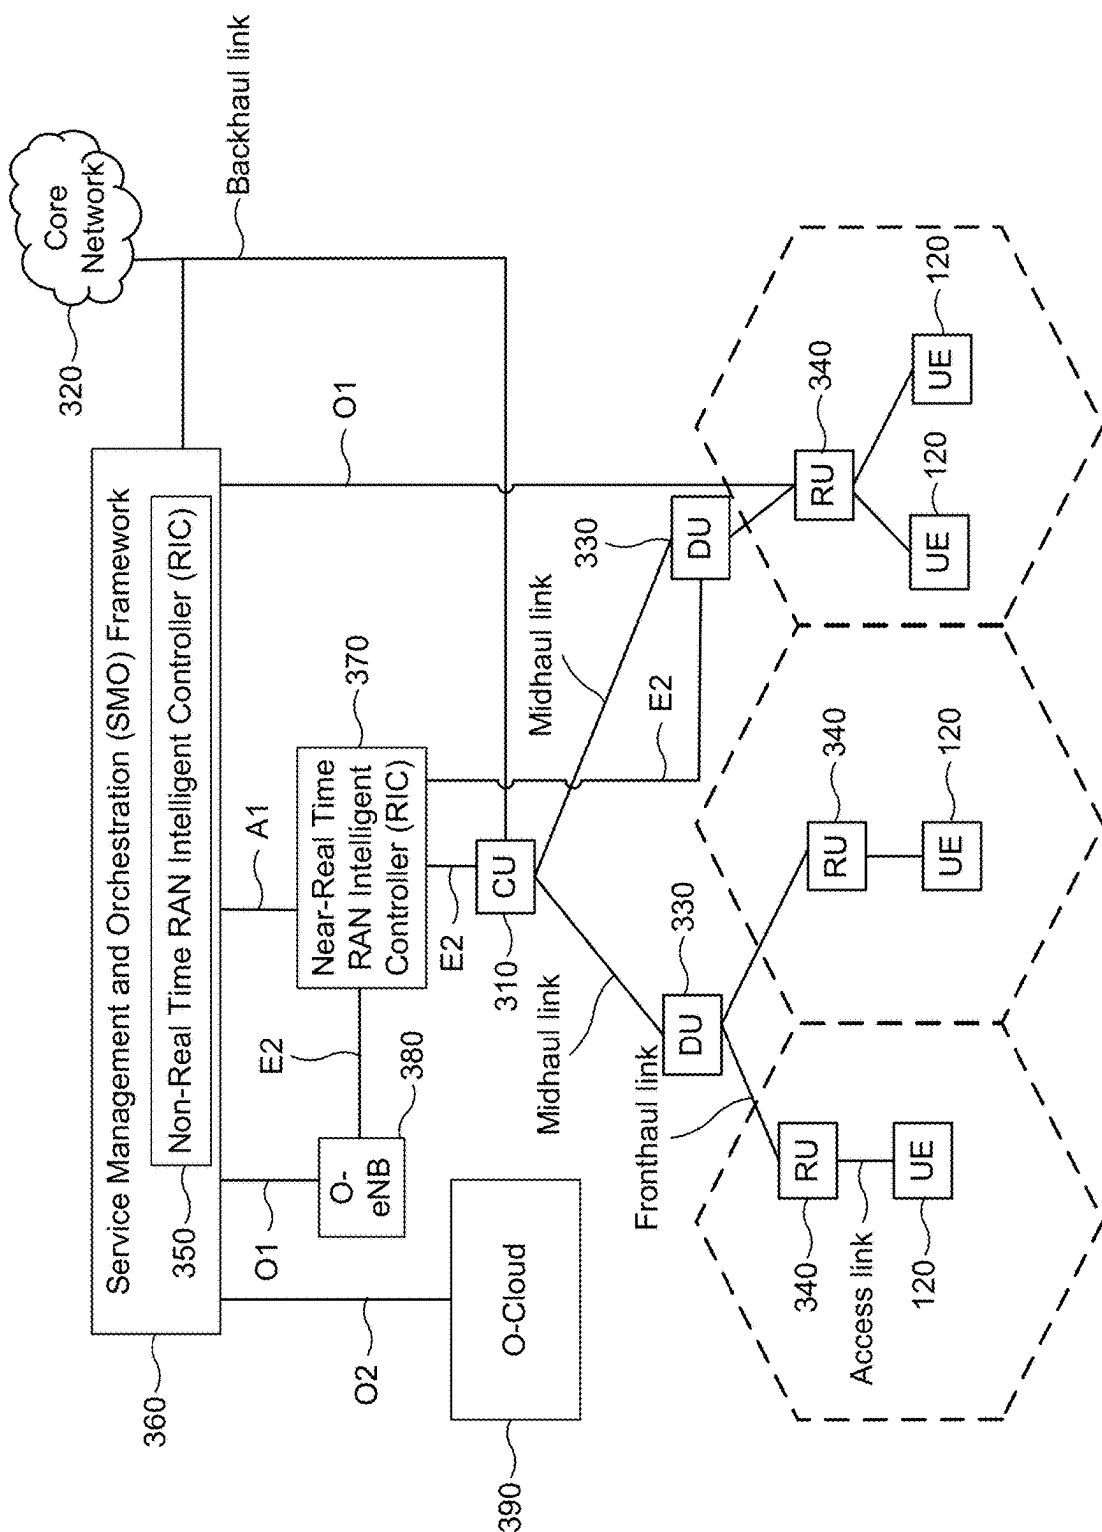 Core
Network
320
Service Management and Orchestration (SMO) Framework
360
Non-Real Time RAN Intelligent Controller (RIC)
350
Backhaul link
A1
O1
E2
O1
Near-Real Time
RAN Intelligent
Controller (RIC)
370
O-
eNB
380
O2
E2
CU
310
O-Cloud
390
Midhaul link
Midhaul link
330
E2
Fronthaul link
DU
330
DU
RU
340
RU
340
RU
340
Access link
UE
120
UE
120
UE
120
UE
120